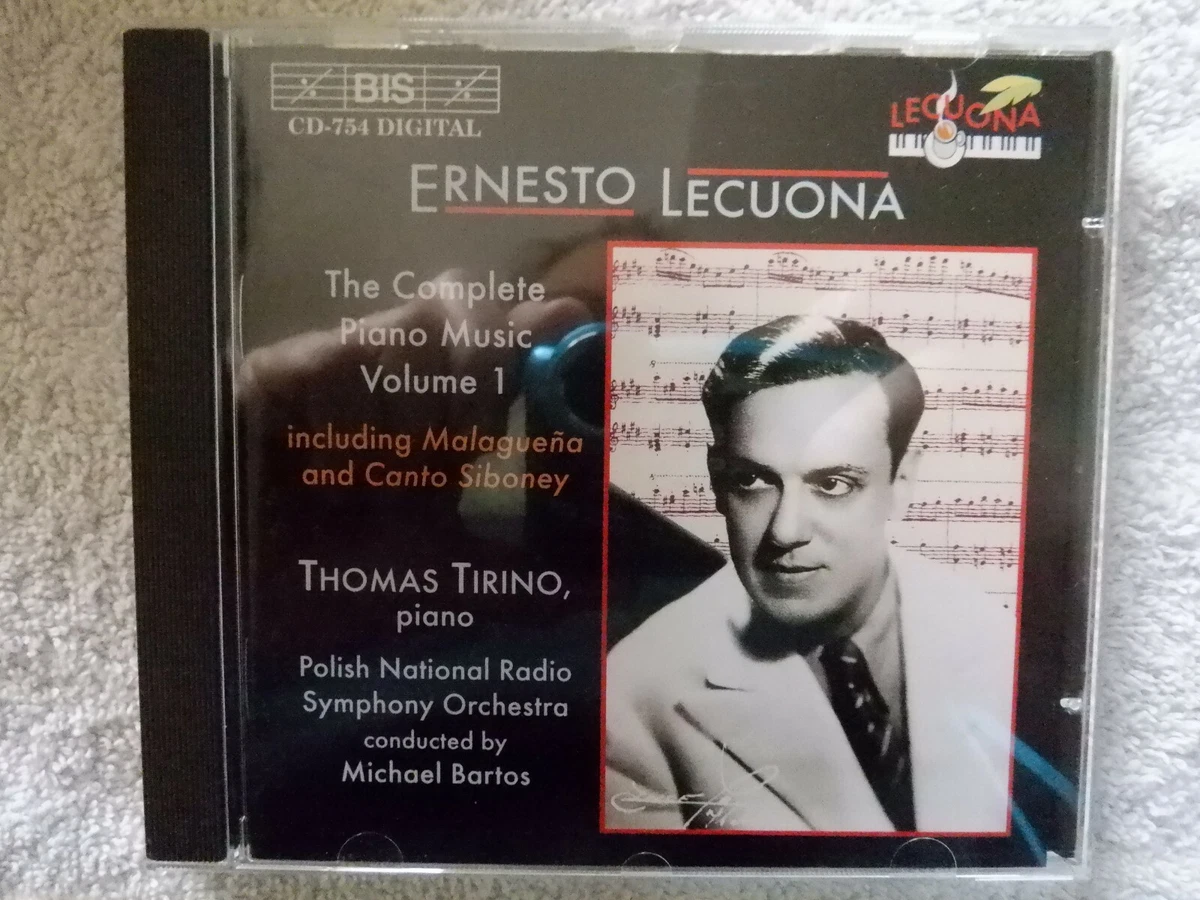 BIS
CD-754 DIGITAL
LECUONA
ERNESTO LECUONA
The Complete
Piano Music
Volume 1
including Malagueña
and Canto Siboney
THOMAS TIRINO,
piano
Polish National Radio
Symphony Orchestra
conducted by
Michael Bartos